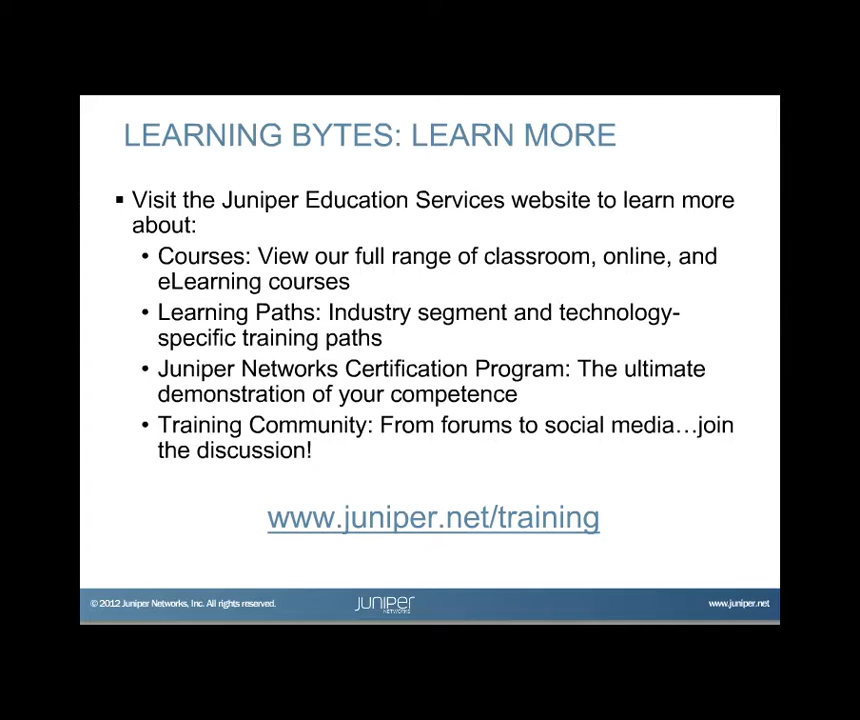 LEARNING BYTES: LEARN MORE
▪ Visit the Juniper Education Services website to learn more
about:
• Courses: View our full range of classroom, online, and
eLearning courses
• Learning Paths: Industry segment and technology-
specific training paths
• Juniper Networks Certification Program: The ultimate
demonstration of your competence
• Training Community: From forums to social media…join
the discussion!
www.juniper.net/training
© 2012 Juniper Networks, Inc. All rights reserved.
JUNIPER
NETWORKS
www.juniper.net